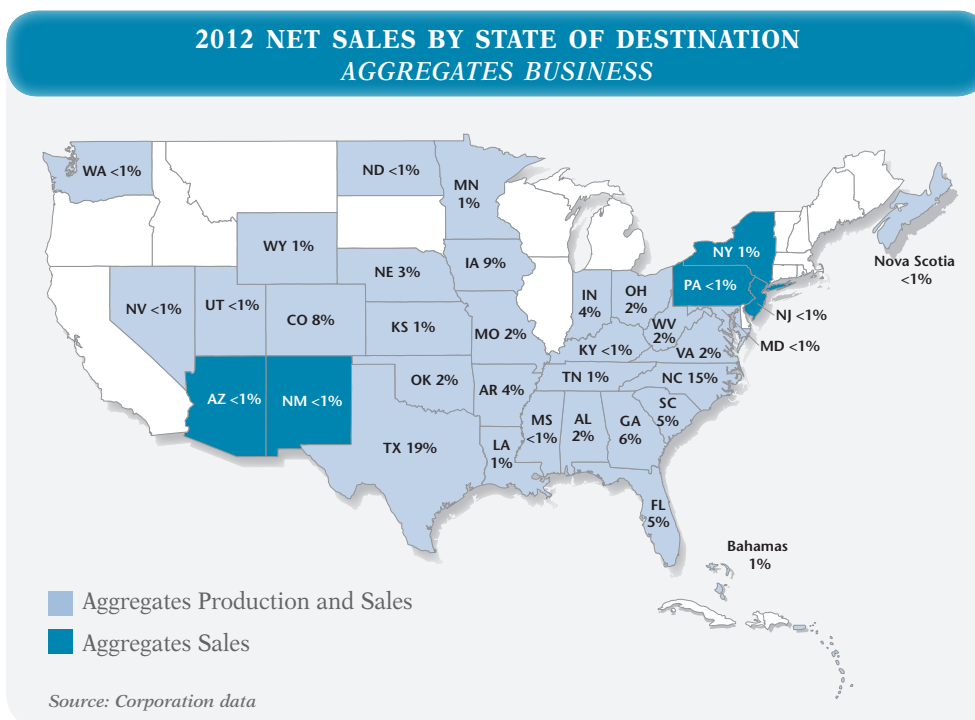 2012 NET SALES BY STATE OF DESTINATION
AGGREGATES BUSINESS
WA <1%
ND <1%
MN
1%
WY 1%
NY 1%
IA 9%
Nova Scotia
<1%
NE 3%
PA <1%
NV <1%
UT <1%
IN
4%
OH
2%
NJ <1%
CO 8%
KS 1%
MO 2%
WV
2%
MD <1%
KY <1%
VA 2%
TN 1%
NC 15%
OK 2%
AR 4%
AZ <1%
NM <1%
SC
5%
MS
<1%
AL
2%
GA
6%
TX 19%
LA
1%
FL
5%
Bahamas
1%
Aggregates Production and Sales
Aggregates Sales
Source: Corporation data